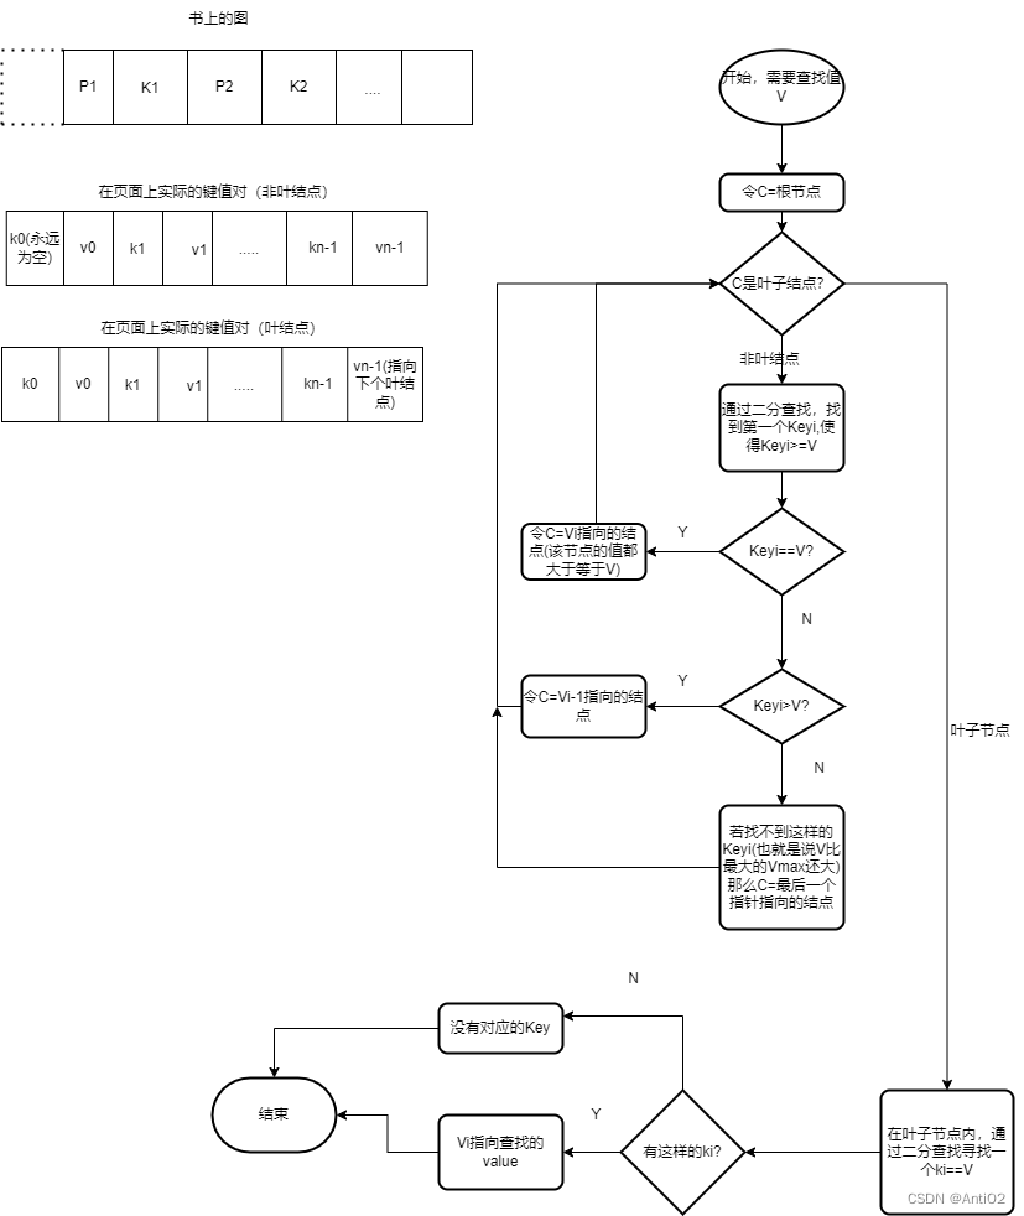 书上的图
P1
K1
P2
K2
....
在页面上实际的键值对（非叶结点）
k0(永远
为空)
v0
k1
v1
.....
kn-1
vn-1
在页面上实际的键值对（叶结点）
k0
v0
k1
v1
.....
kn-1
vn-1(指向
下个叶结
点)
开始，需要查找值
V
令C=根节点
C是叶子结点?
非叶结点
通过二分查找，找
到第一个Keyi,使
得Keyi>=V
Keyi==V?
Y
令C=Vi指向的结
点(该节点的值都
大于等于V)
N
Keyi>V?
Y
令C=Vi-1指向的结
点
N
若找不到这样的
Keyi(也就是说V比
最大的Vmax还大)
那么C=最后一个
指针指向的结点
叶子节点
在叶子节点内，通
过二分查找寻找一
个ki==V
有这样的ki?
N
没有对应的Key
Y
Vi指向查找的
value
结束
CSDN @AntiO2